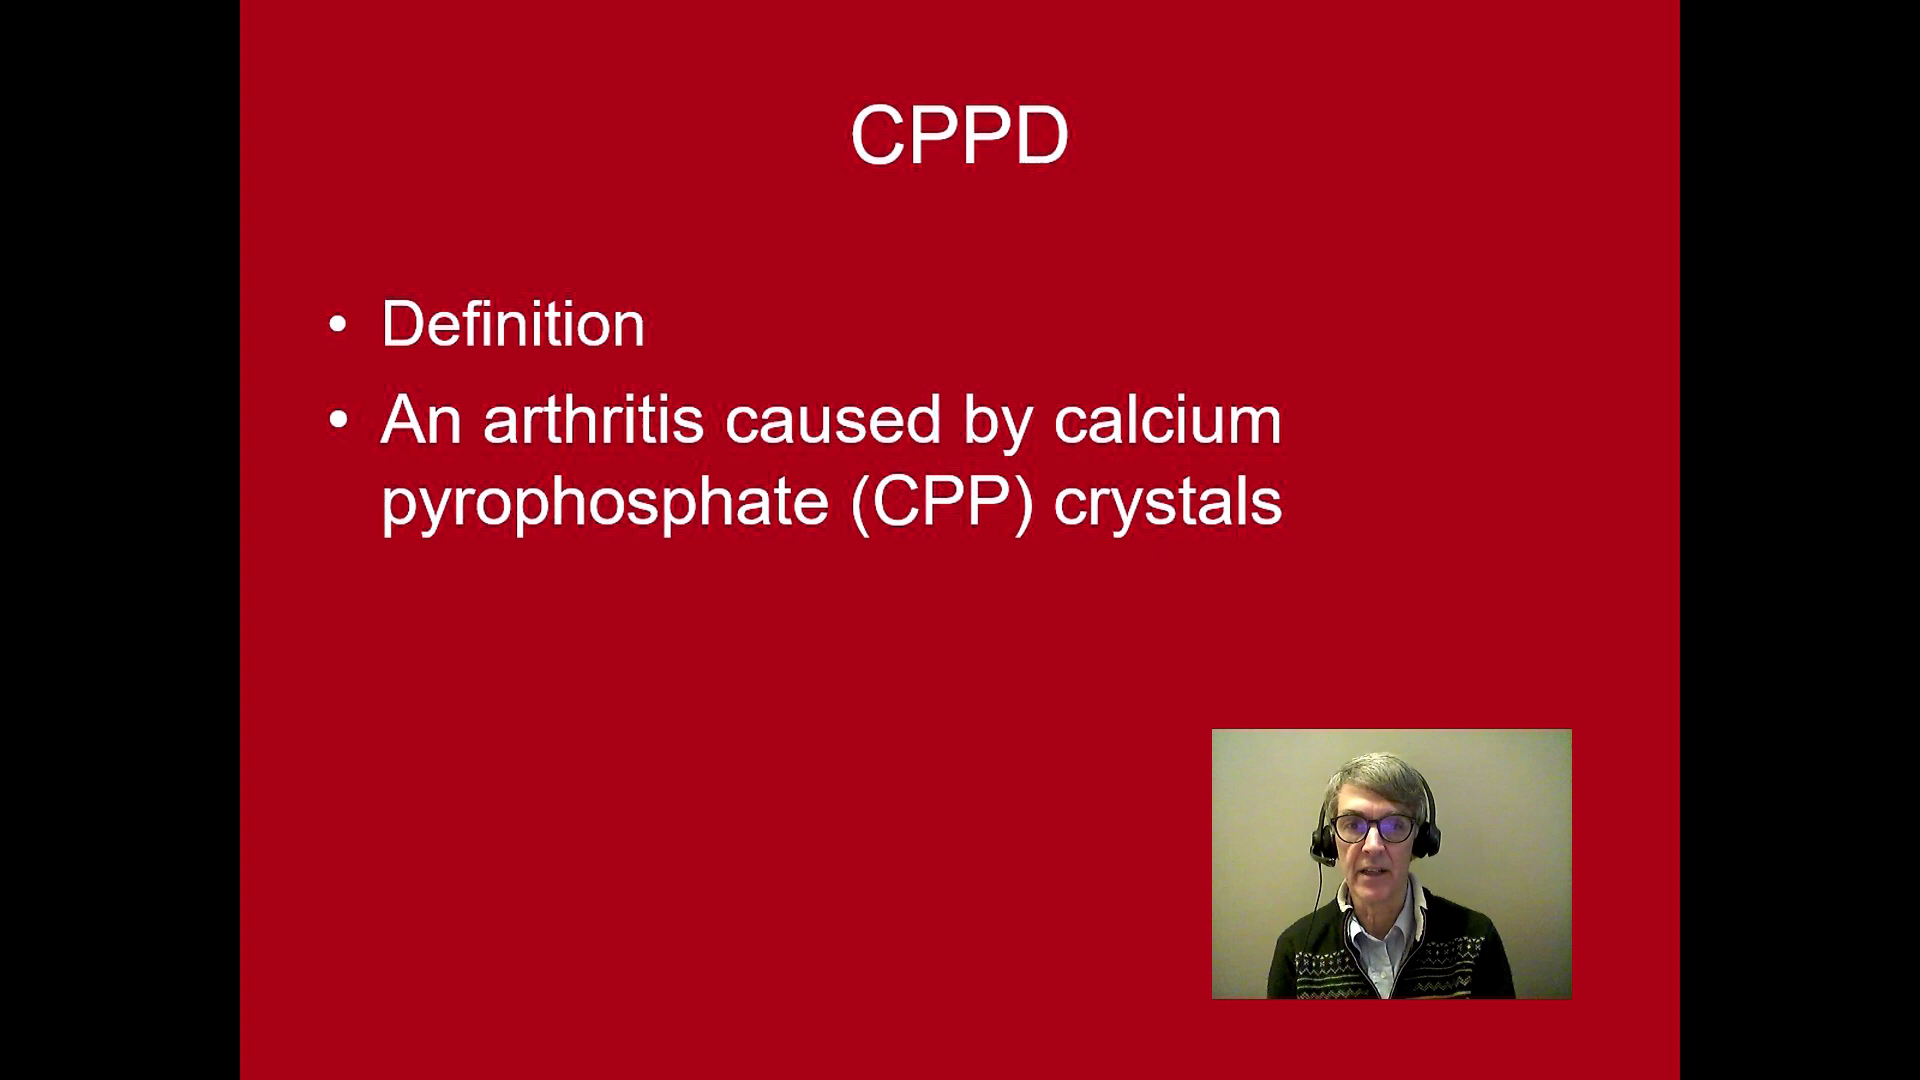 CPPD
• Definition
• An arthritis caused by calcium
pyrophosphate (CPP) crystals